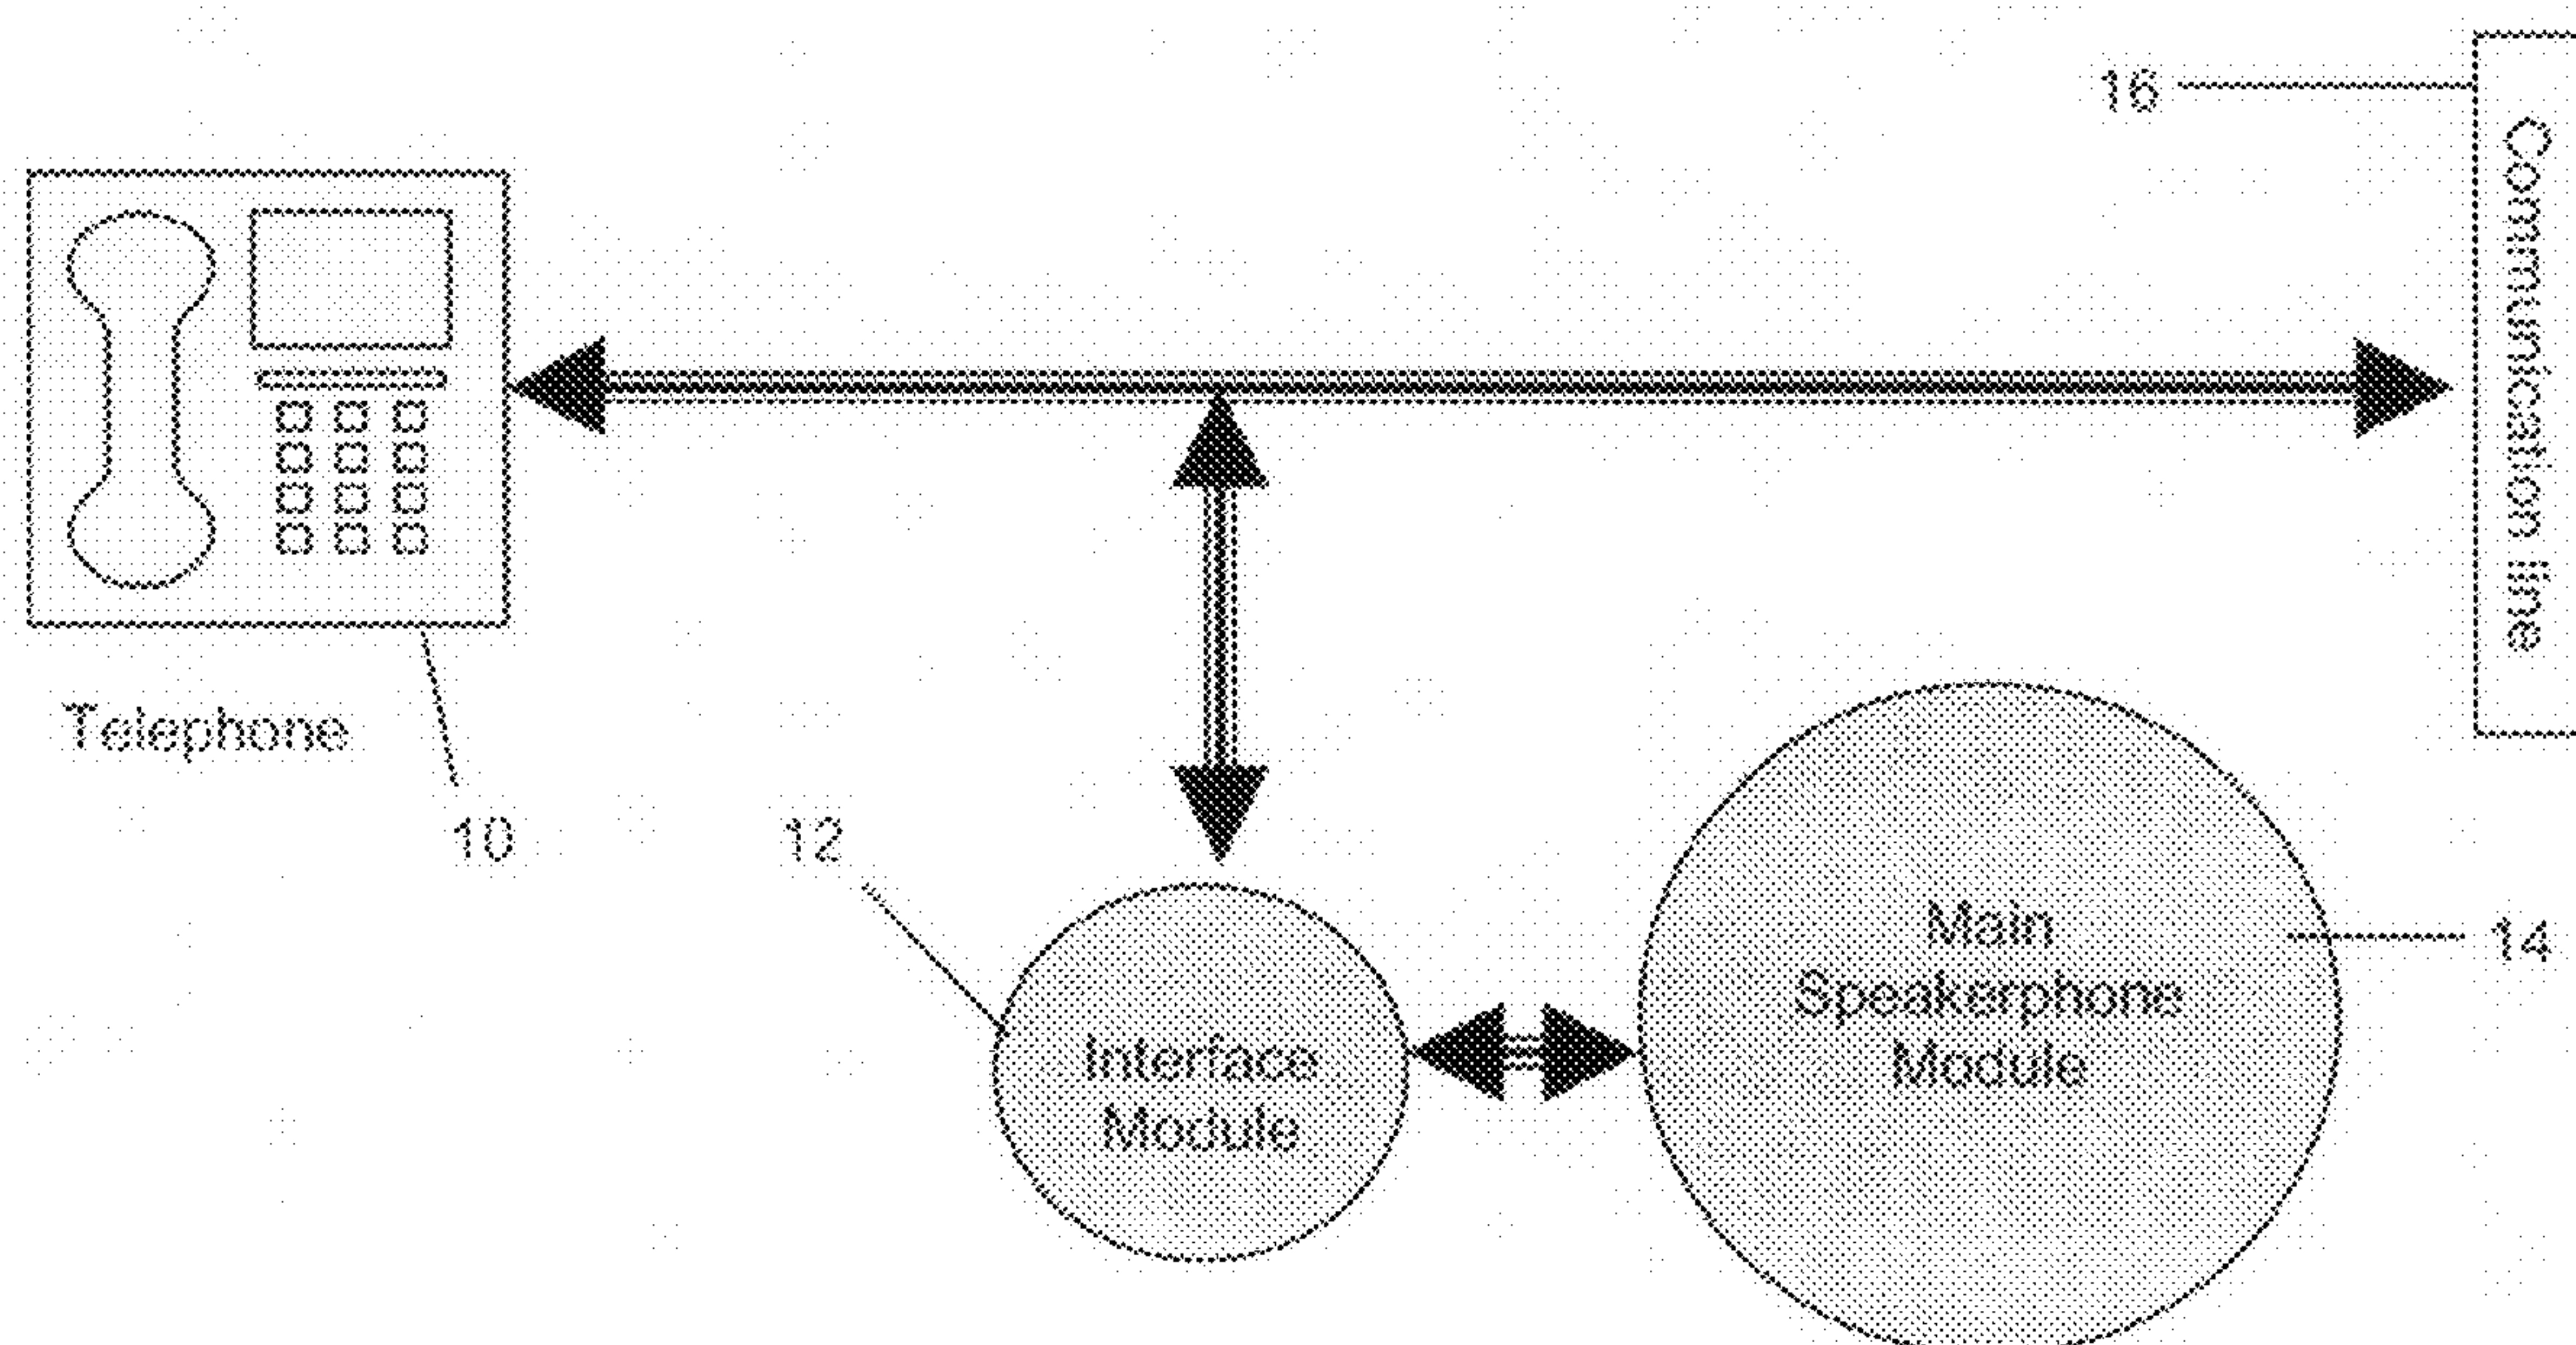 16
Communication line
Telephone
10
12
14
Main
Speakerphone
Module
Interface
Module